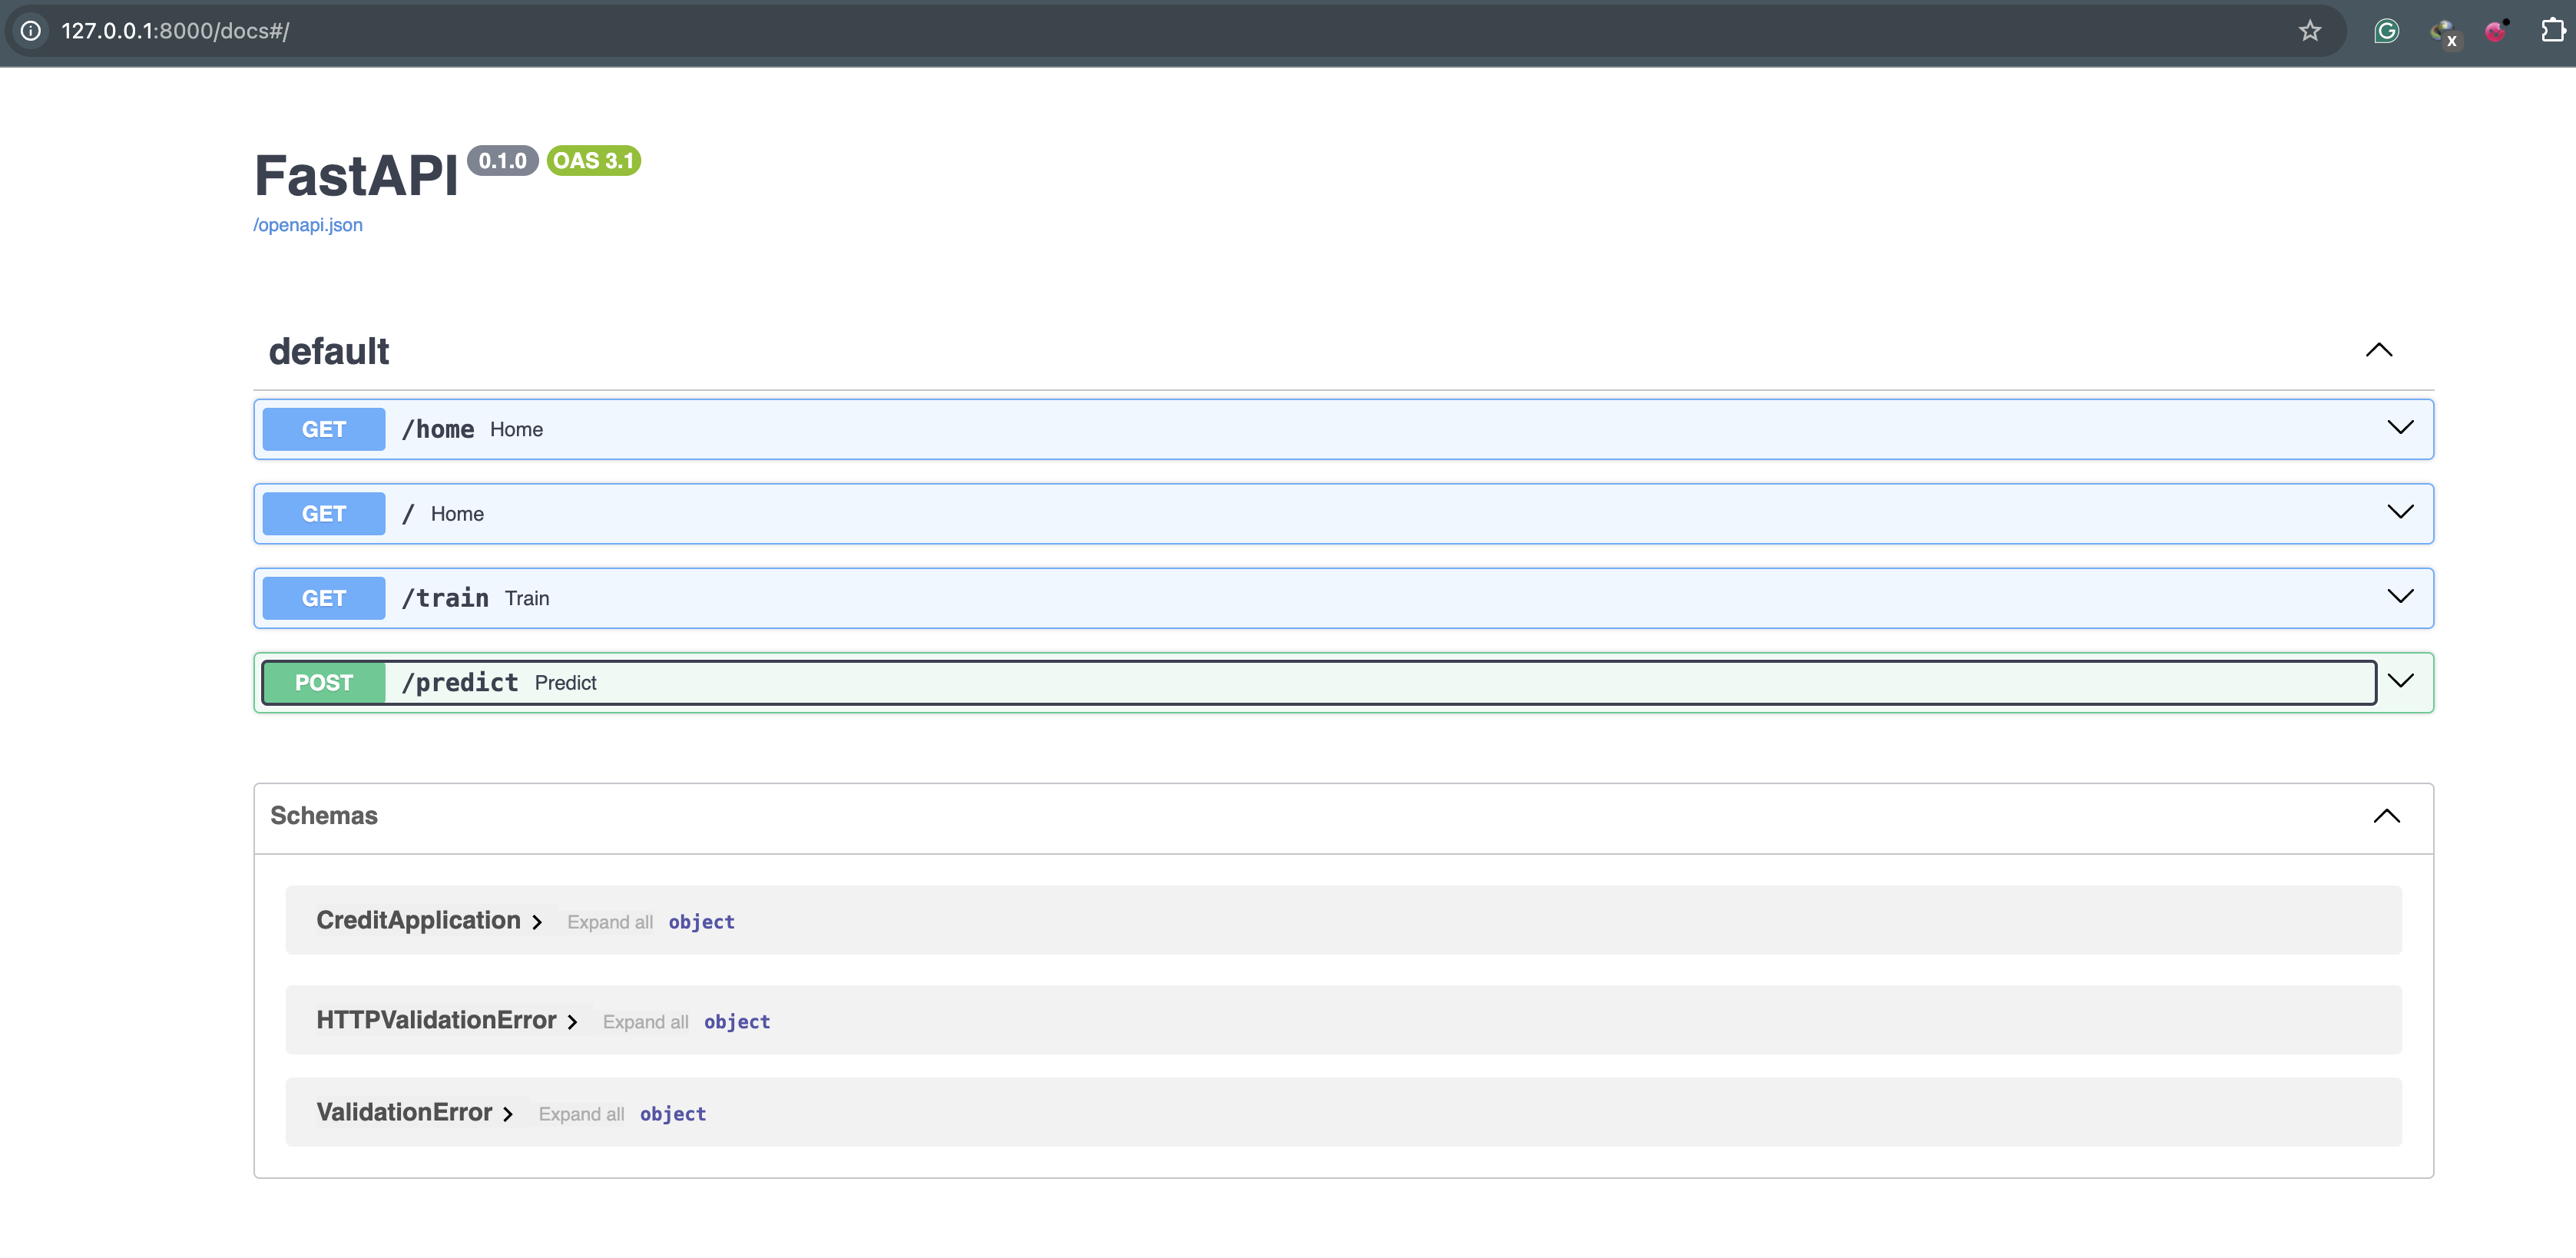 127.0.0.1:8000/docs#/
x
FastAPI 0.1.0 OAS 3.1
/openapi.json
default
GET /home Home
GET / Home
GET /train Train
POST /predict Predict
Schemas
CreditApplication Expand all object
HTTPValidationError Expand all object
ValidationError Expand all object